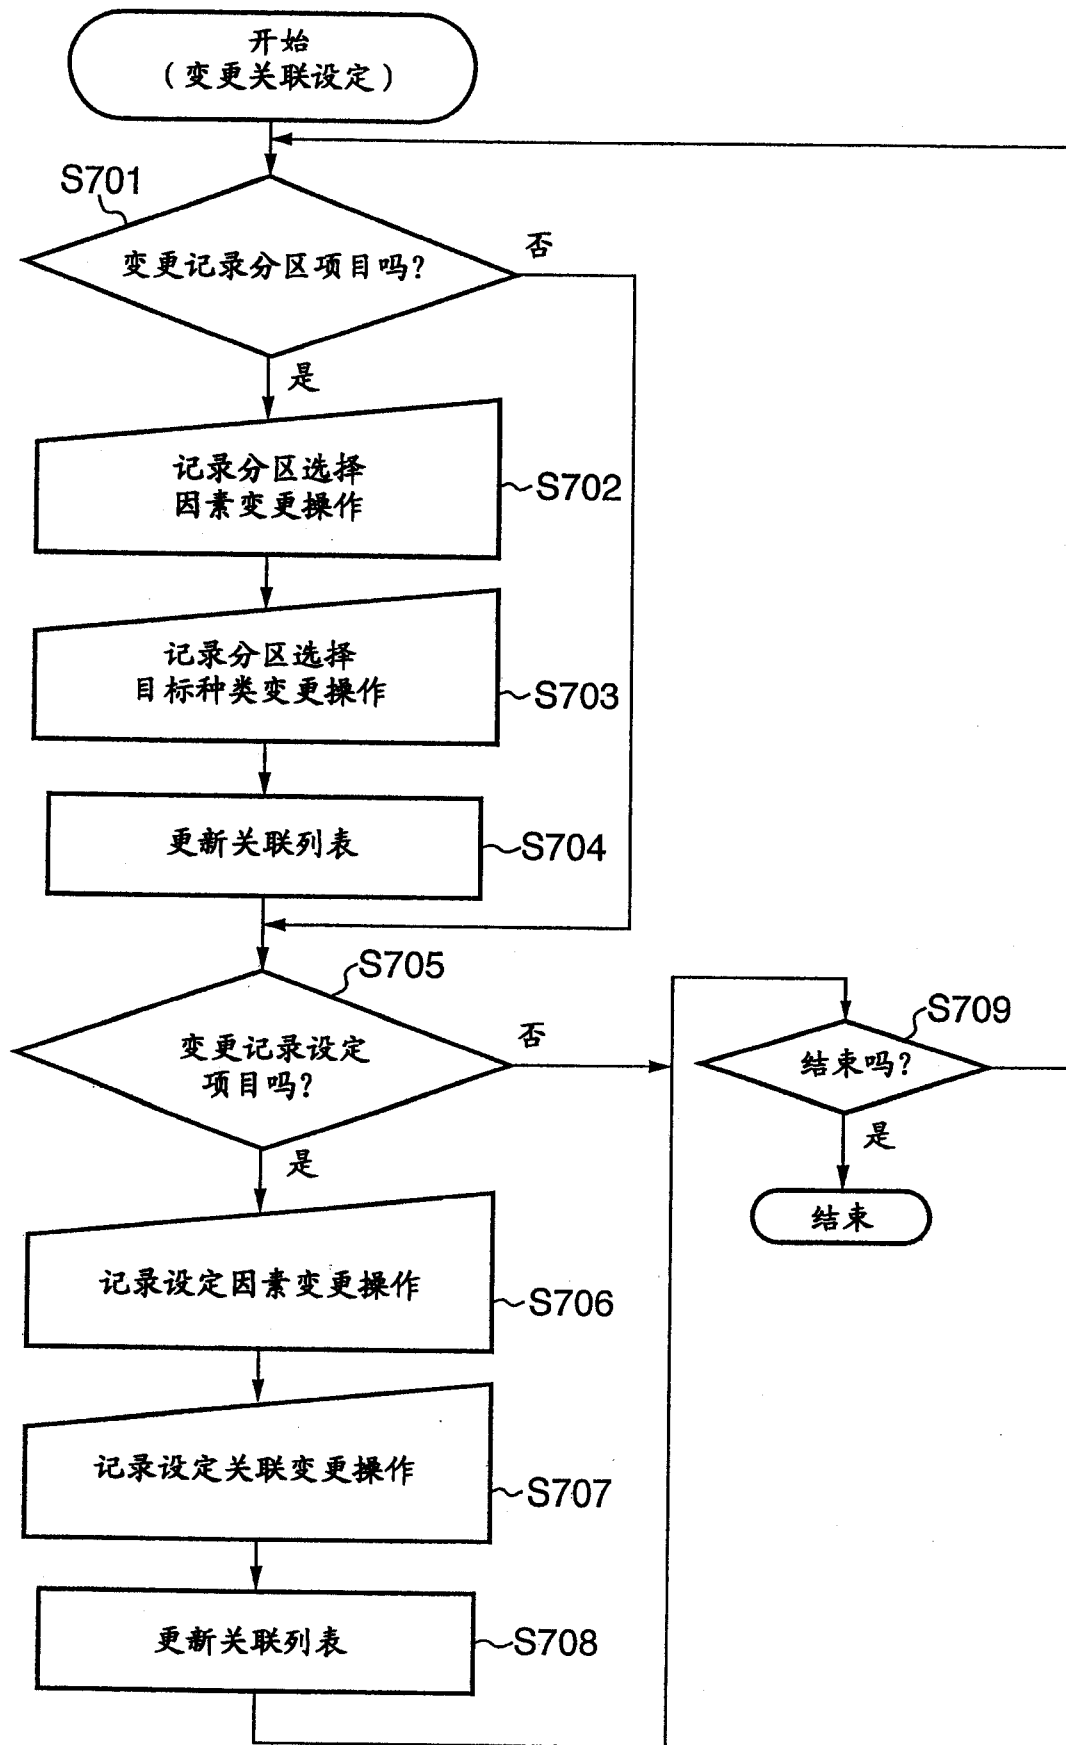 开始
(变更关联设定)
S701
变更记录分区项目吗?
否
是
记录分区选择
因素变更操作
S702
记录分区选择
目标种类变更操作
S703
更新关联列表
S704
S705
变更记录设定
项目吗?
否
是
S709
结束吗?
是
结束
记录设定因素变更操作
S706
记录设定关联变更操作
S707
更新关联列表
S708